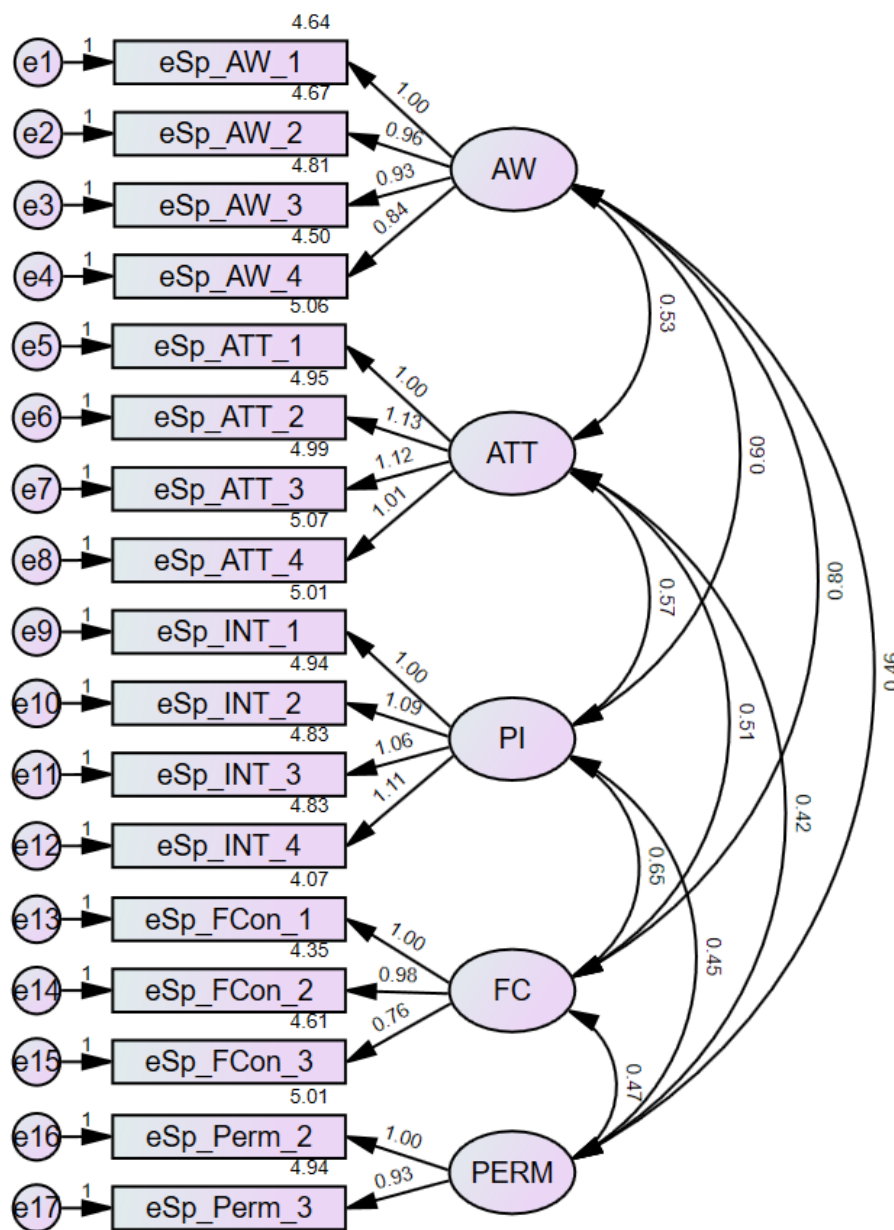 4.64
e1 1 eSp_AW_1 1.00
4.67
e2 1 eSp_AW_2 0.96 AW
4.81
e3 1 eSp_AW_3 0.93
4.50
e4 1 eSp_AW_4 0.84
5.06
0.53
e5 1 eSp_ATT_1 1.00
4.95
e6 1 eSp_ATT_2 1.13 ATT
4.99
0.60
e7 1 eSp_ATT_3 1.12
5.07
e8 1 eSp_ATT_4 1.01
5.01
0.57
0.80
e9 1 eSp_INT_1 1.00
4.94
0.46
e10 1 eSp_INT_2 1.09 PI
4.83
0.51
e11 1 eSp_INT_3 1.06
4.83
0.42
e12 1 eSp_INT_4 1.11
4.07
0.65
e13 1 eSp_FCon_1 1.00
4.35
0.45
e14 1 eSp_FCon_2 0.98 FC
4.61
e15 1 eSp_FCon_3 0.76
5.01
0.47
e16 1 eSp_Perm_2 1.00
4.94
PERM
e17 1 eSp_Perm_3 0.93